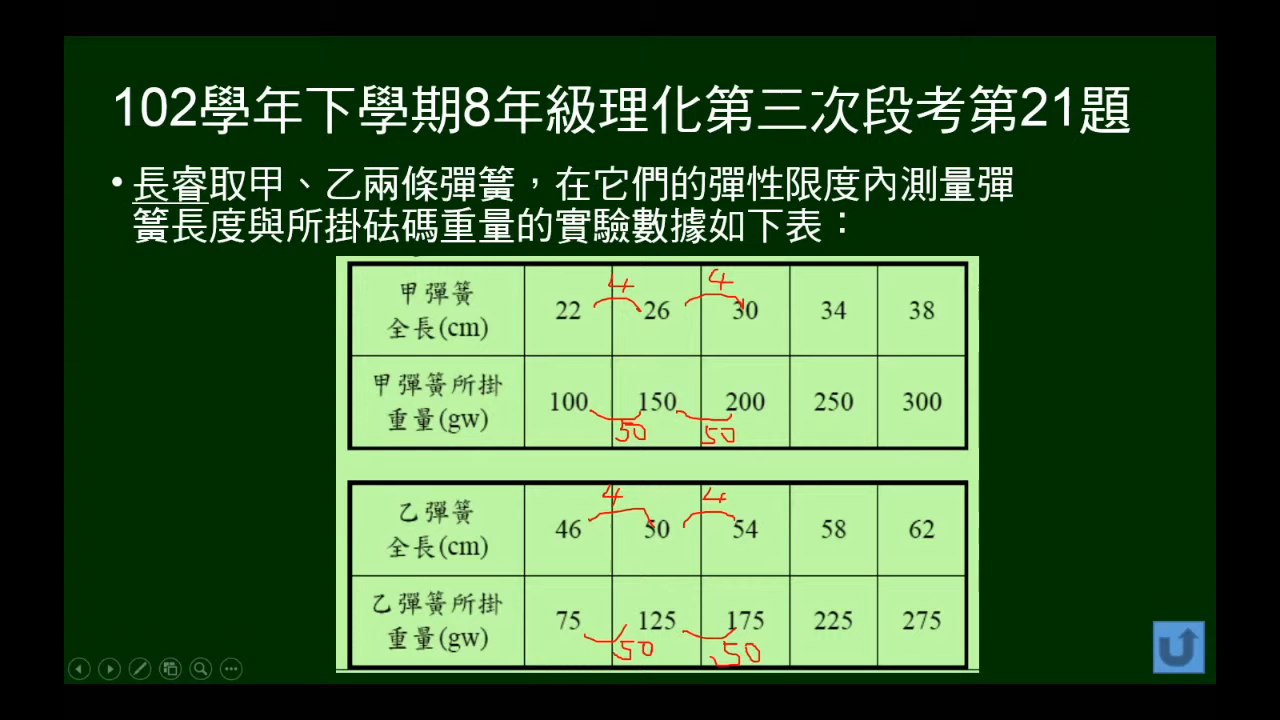 102學年下學期8年級理化第三次段考第21題
• 長睿取甲、乙兩條彈簧，在它們的彈性限度內測量彈
簧長度與所掛砝碼重量的實驗數據如下表：
4 4
甲彈簧
全長(cm) 22 26 30 34 38
甲彈簧所掛
重量(gw) 100 150 200 250 300
50 50
4 4
乙彈簧
全長(cm) 46 50 54 58 62
乙彈簧所掛
重量(gw) 75 125 175 225 275
50 50